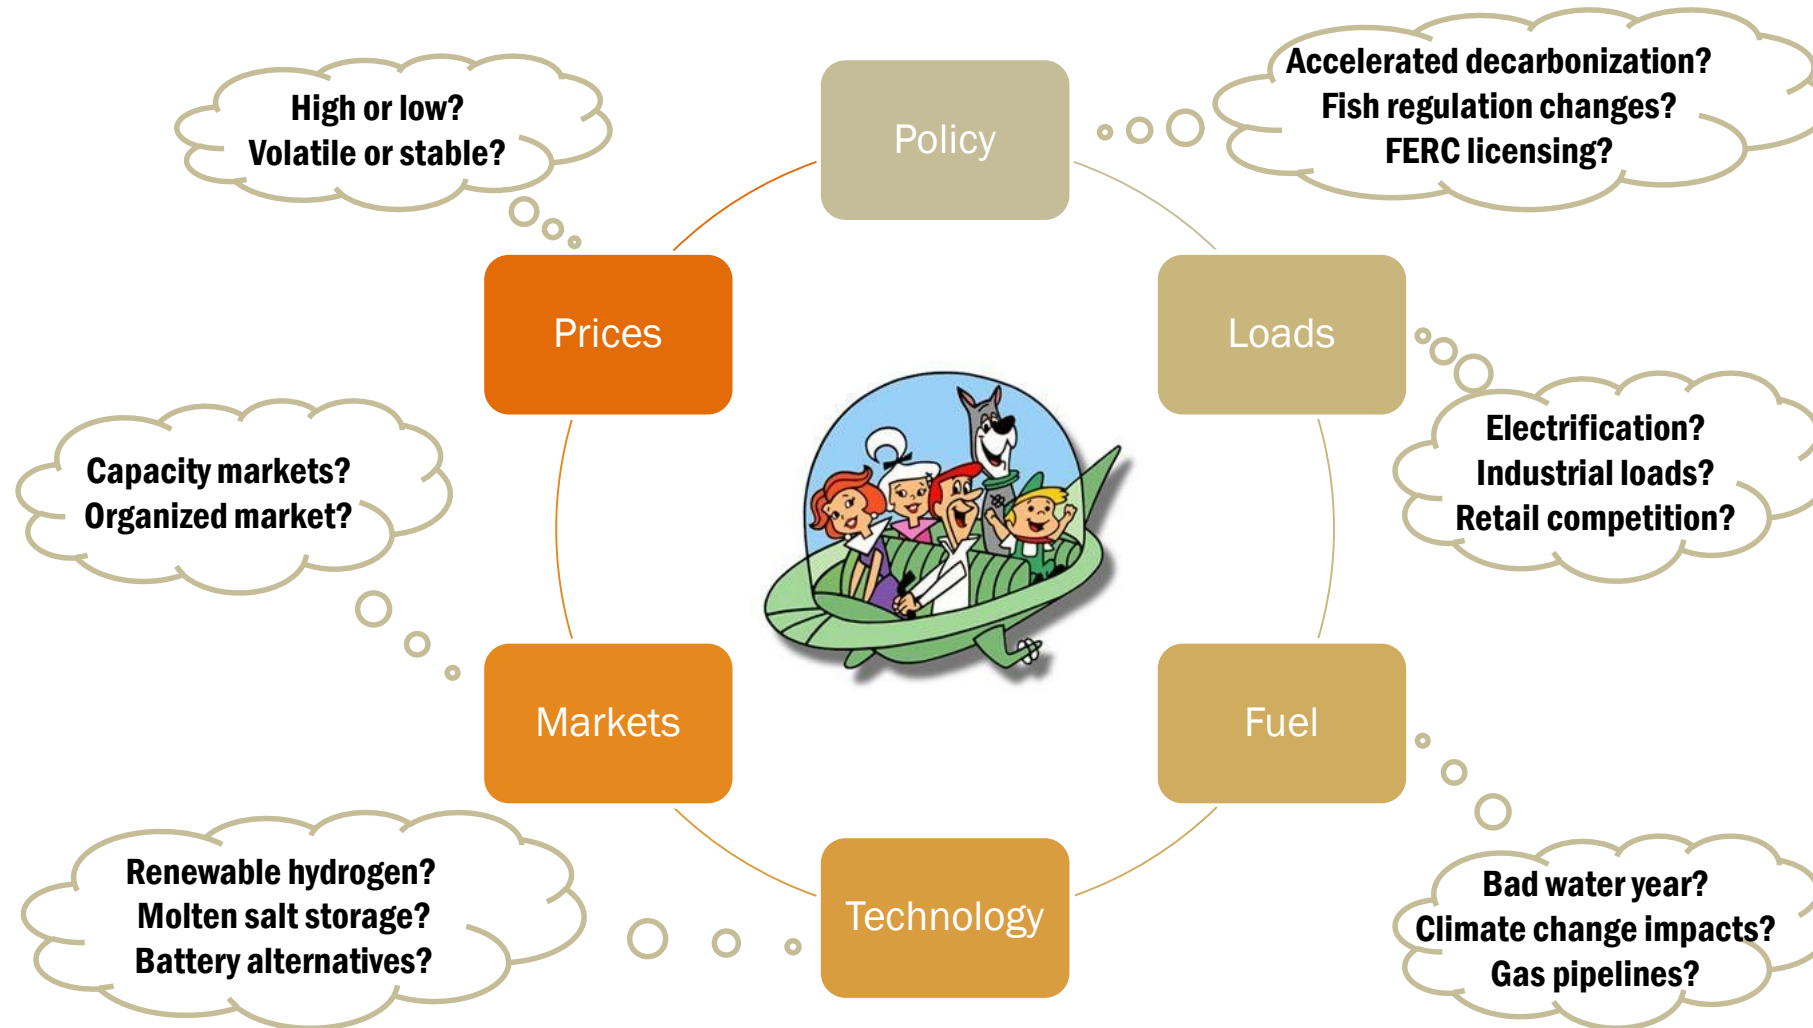 Policy
Accelerated decarbonization?
Fish regulation changes?
FERC licensing?
Loads
Electrification?
Industrial loads?
Retail competition?
Fuel
Bad water year?
Climate change impacts?
Gas pipelines?
Technology
Renewable hydrogen?
Molten salt storage?
Battery alternatives?
Markets
Capacity markets?
Organized market?
Prices
High or low?
Volatile or stable?